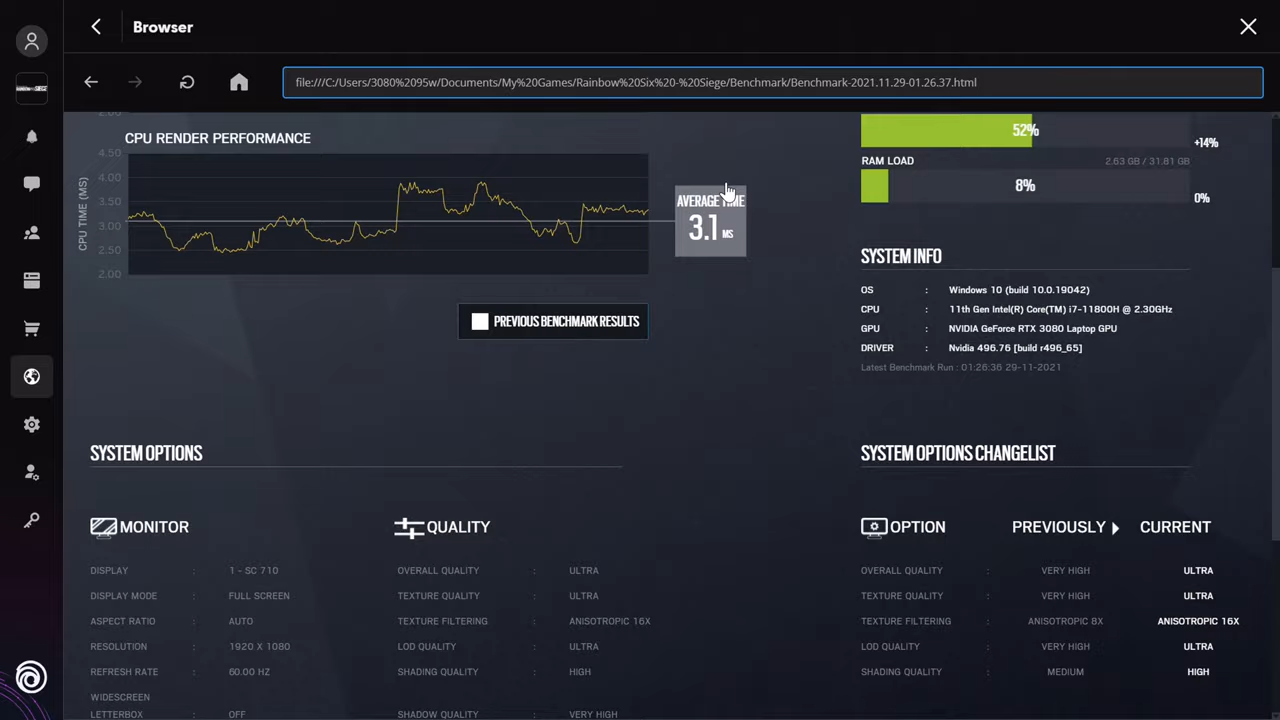 Browser
file:///C:/Users/3080%2095w/Documents/My%20Games/Rainbow%20Six%20-%20Siege/Benchmark/Benchmark-2021.11.29-01.26.37.html
2.00
CPU RENDER PERFORMANCE
4.50
4.00
3.50
3.00
2.50
2.00
CPU TIME (MS)
AVERAGE TIME
3.1 MS
PREVIOUS BENCHMARK RESULTS
52%
+14%
RAM LOAD 2.63 GB / 31.81 GB
8%
0%
SYSTEM INFO
OS : Windows 10 (build 10.0.19042)
CPU : 11th Gen Intel(R) Core(TM) i7-11800H @ 2.30GHz
GPU : NVIDIA GeForce RTX 3080 Laptop GPU
DRIVER : Nvidia 496.76 [build r496_65]
Latest Benchmark Run : 01:26:36 29-11-2021
SYSTEM OPTIONS
MONITOR
DISPLAY : 1 - SC 710
DISPLAY MODE : FULL SCREEN
ASPECT RATIO : AUTO
RESOLUTION : 1920 X 1080
REFRESH RATE : 60.00 HZ
WIDESCREEN
LETTERBOX : OFF
QUALITY
OVERALL QUALITY : ULTRA
TEXTURE QUALITY : ULTRA
TEXTURE FILTERING : ANISOTROPIC 16X
LOD QUALITY : ULTRA
SHADING QUALITY : HIGH
SHADOW QUALITY : VERY HIGH
SYSTEM OPTIONS CHANGELIST
OPTION PREVIOUSLY CURRENT
OVERALL QUALITY : VERY HIGH ULTRA
TEXTURE QUALITY : VERY HIGH ULTRA
TEXTURE FILTERING : ANISOTROPIC 8X ANISOTROPIC 16X
LOD QUALITY : VERY HIGH ULTRA
SHADING QUALITY : MEDIUM HIGH